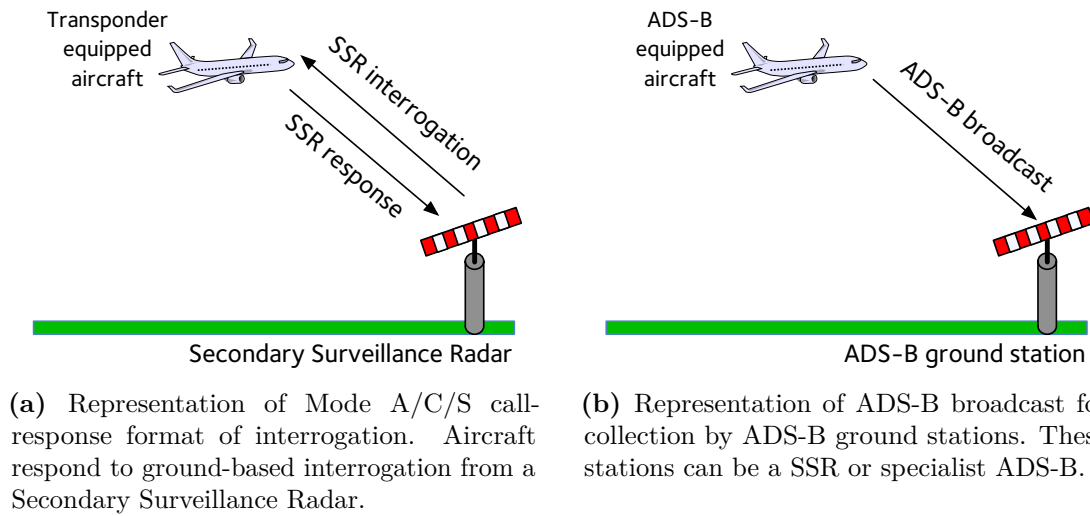 Transponder
equipped
aircraft
SSR interrogation
SSR response
Secondary Surveillance Radar
(a) Representation of Mode A/C/S call-
response format of interrogation. Aircraft
respond to ground-based interrogation from a
Secondary Surveillance Radar.
ADS-B
equipped
aircraft
ADS-B broadcast
ADS-B ground station
(b) Representation of ADS-B broadcast fo
collection by ADS-B ground stations. Thes
stations can be a SSR or specialist ADS-B.